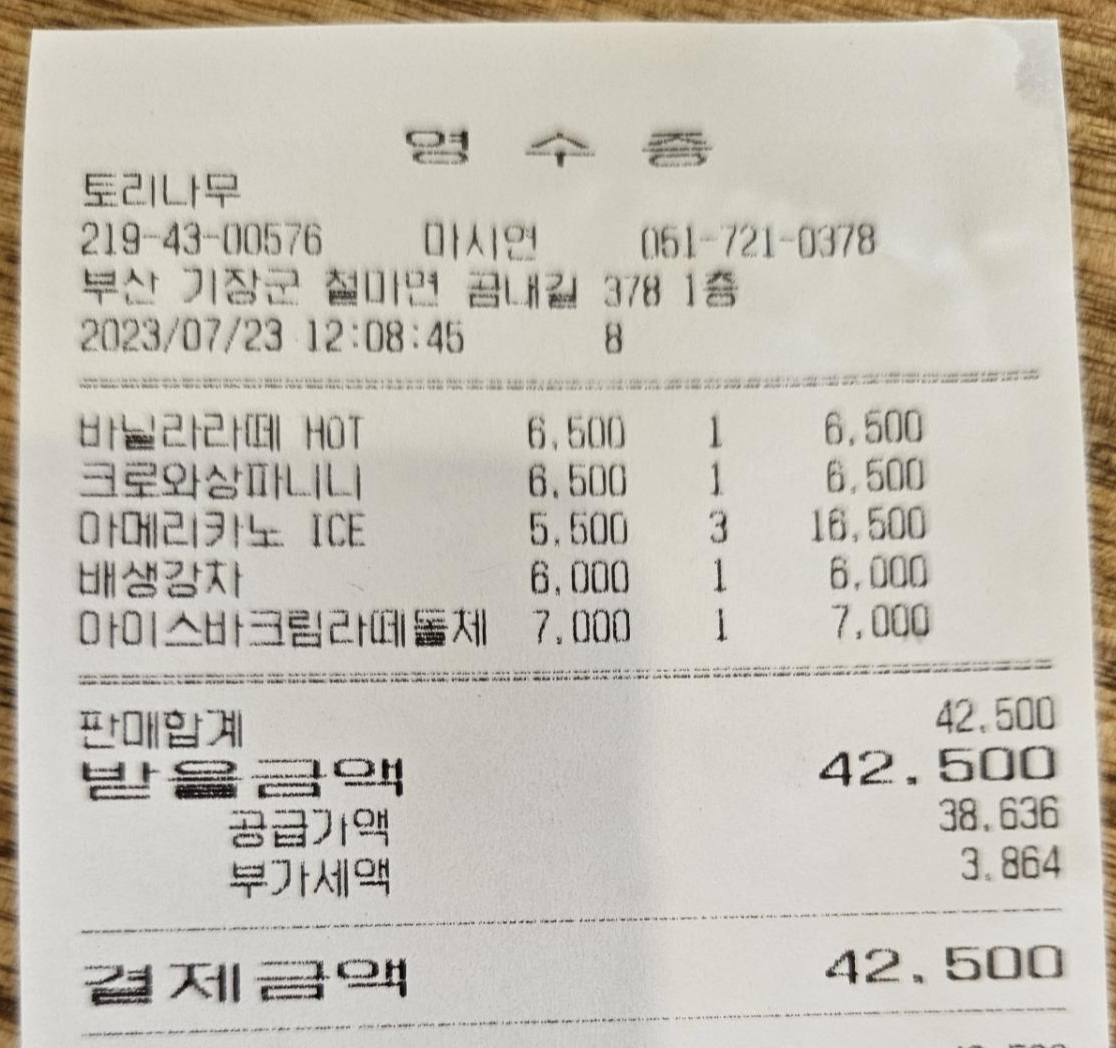 영 수 증
토리나무
219-43-00576 마시연 051-721-0378
부산 기장군 철마면 곰내길 378 1층
2023/07/23 12:08:45 8
바닐라라떼 HOT 6,500 1 6,500
크로와상파니니 6,500 1 6,500
아메리카노 ICE 5,500 3 16,500
배생강차 6,000 1 6,000
아이스바크림라떼돌체 7,000 1 7,000
판매합계 42,500
받을금액 42,500
공급가액 38,636
부가세액 3,864
결제금액 42,500